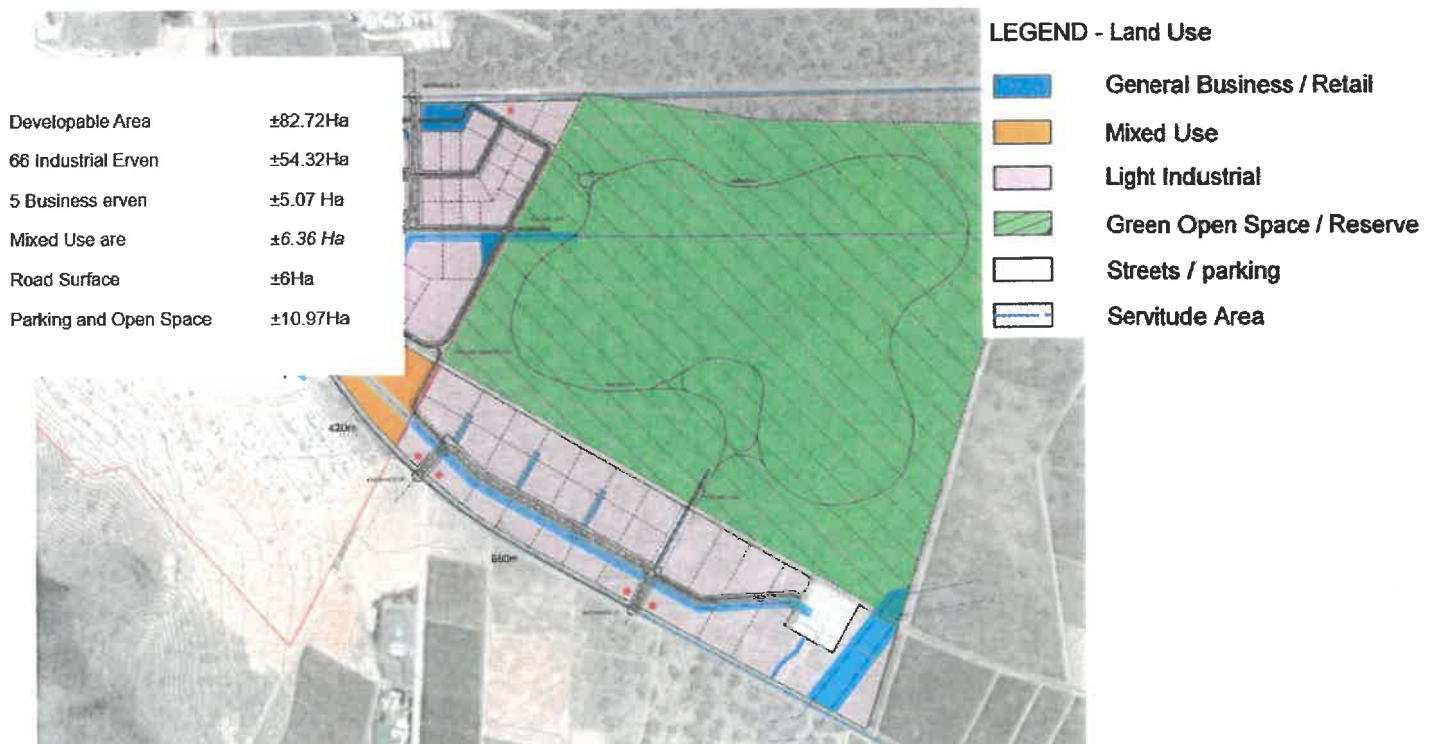 LEGEND - Land Use
General Business / Retail
Mixed Use
Light Industrial
Green Open Space / Reserve
Streets / parking
Servitude Area
Developable Area ±82.72Ha
66 Industrial Erven ±54.32Ha
5 Business erven ±5.07 Ha
Mixed Use are ±6.36 Ha
Road Surface ±6Ha
Parking and Open Space ±10.97Ha
420m
660m